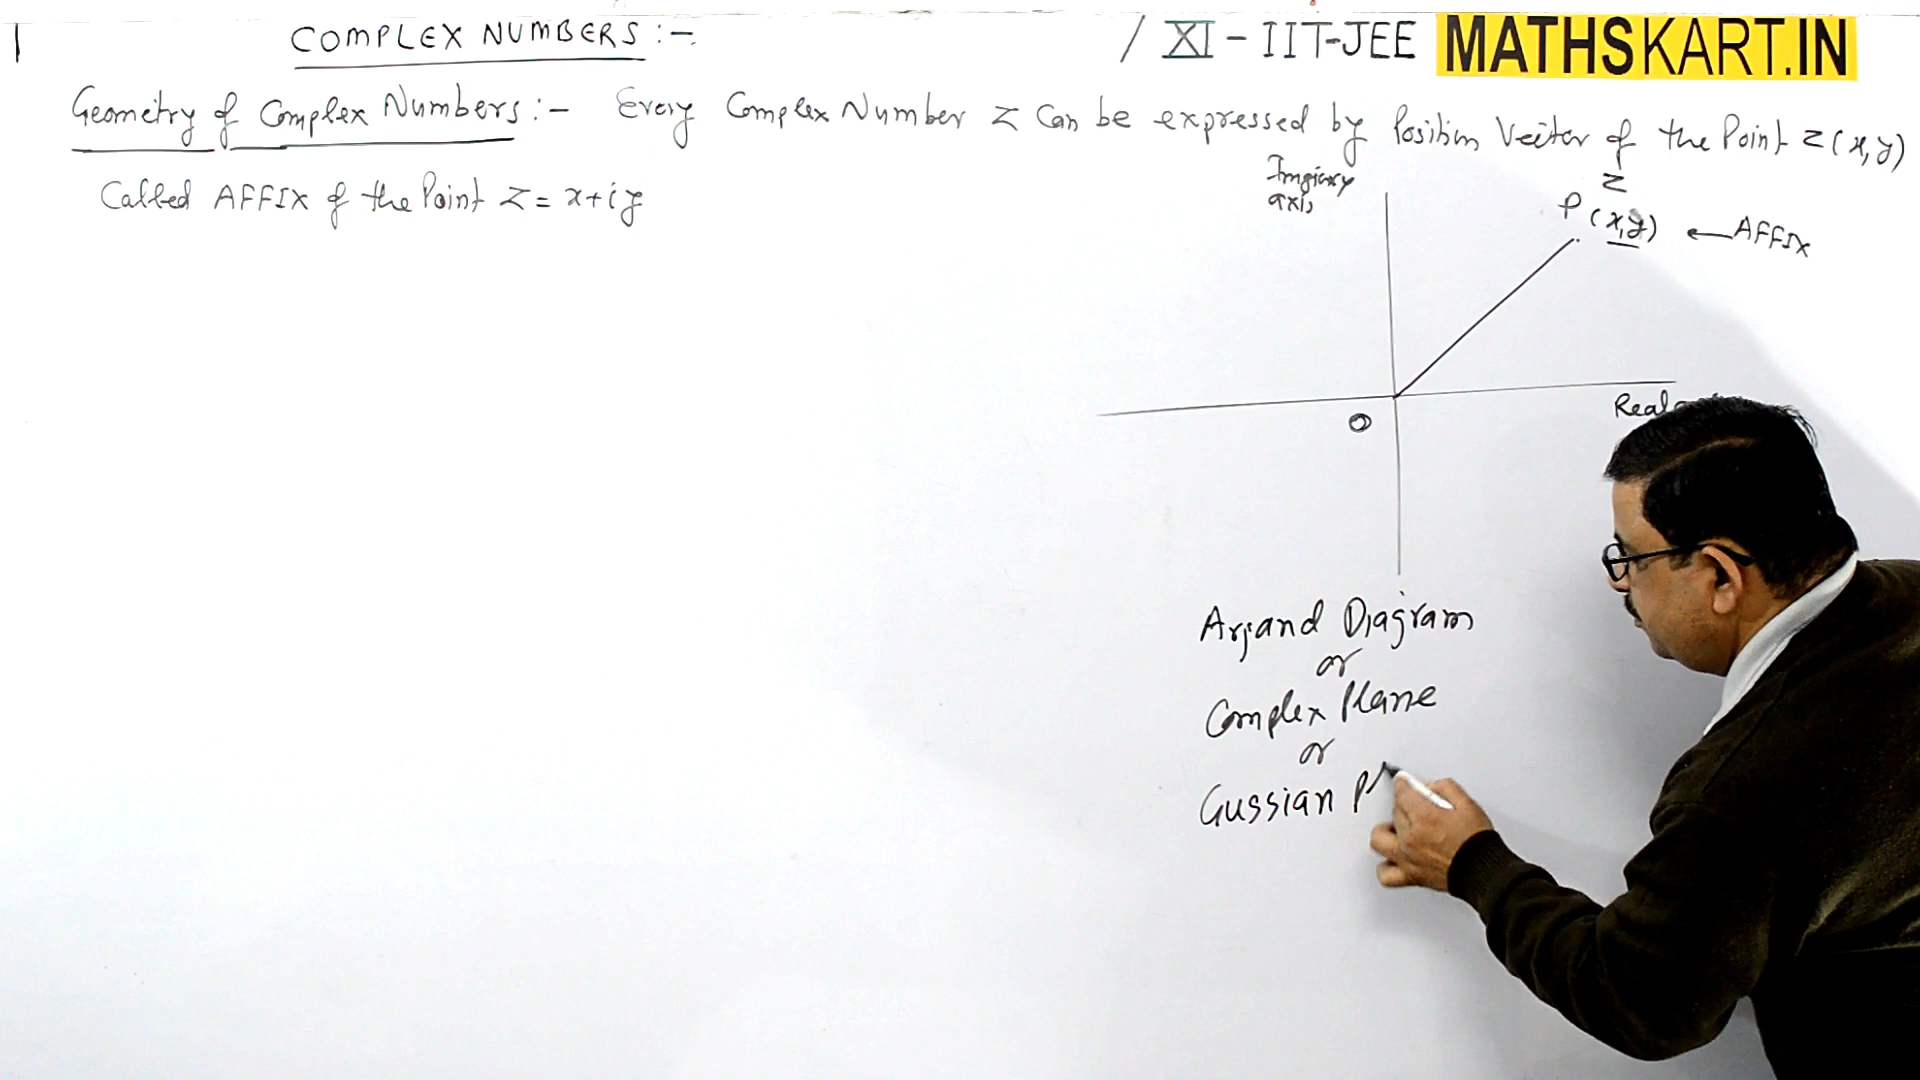 COMPLEX NUMBERS :-
/ XI - IIT-JEE MATHSKART.IN
Geometry of Complex Numbers :- Every Complex Number Z Can be expressed by Position Vector of the Point Z(x,y)
Called AFFIX of the Point Z = x+iy
Imginary
axis
Z
P(x,y) ← AFFIX
O
Real
Argand Diagram
or
Complex Plane
or
Gussian Pl